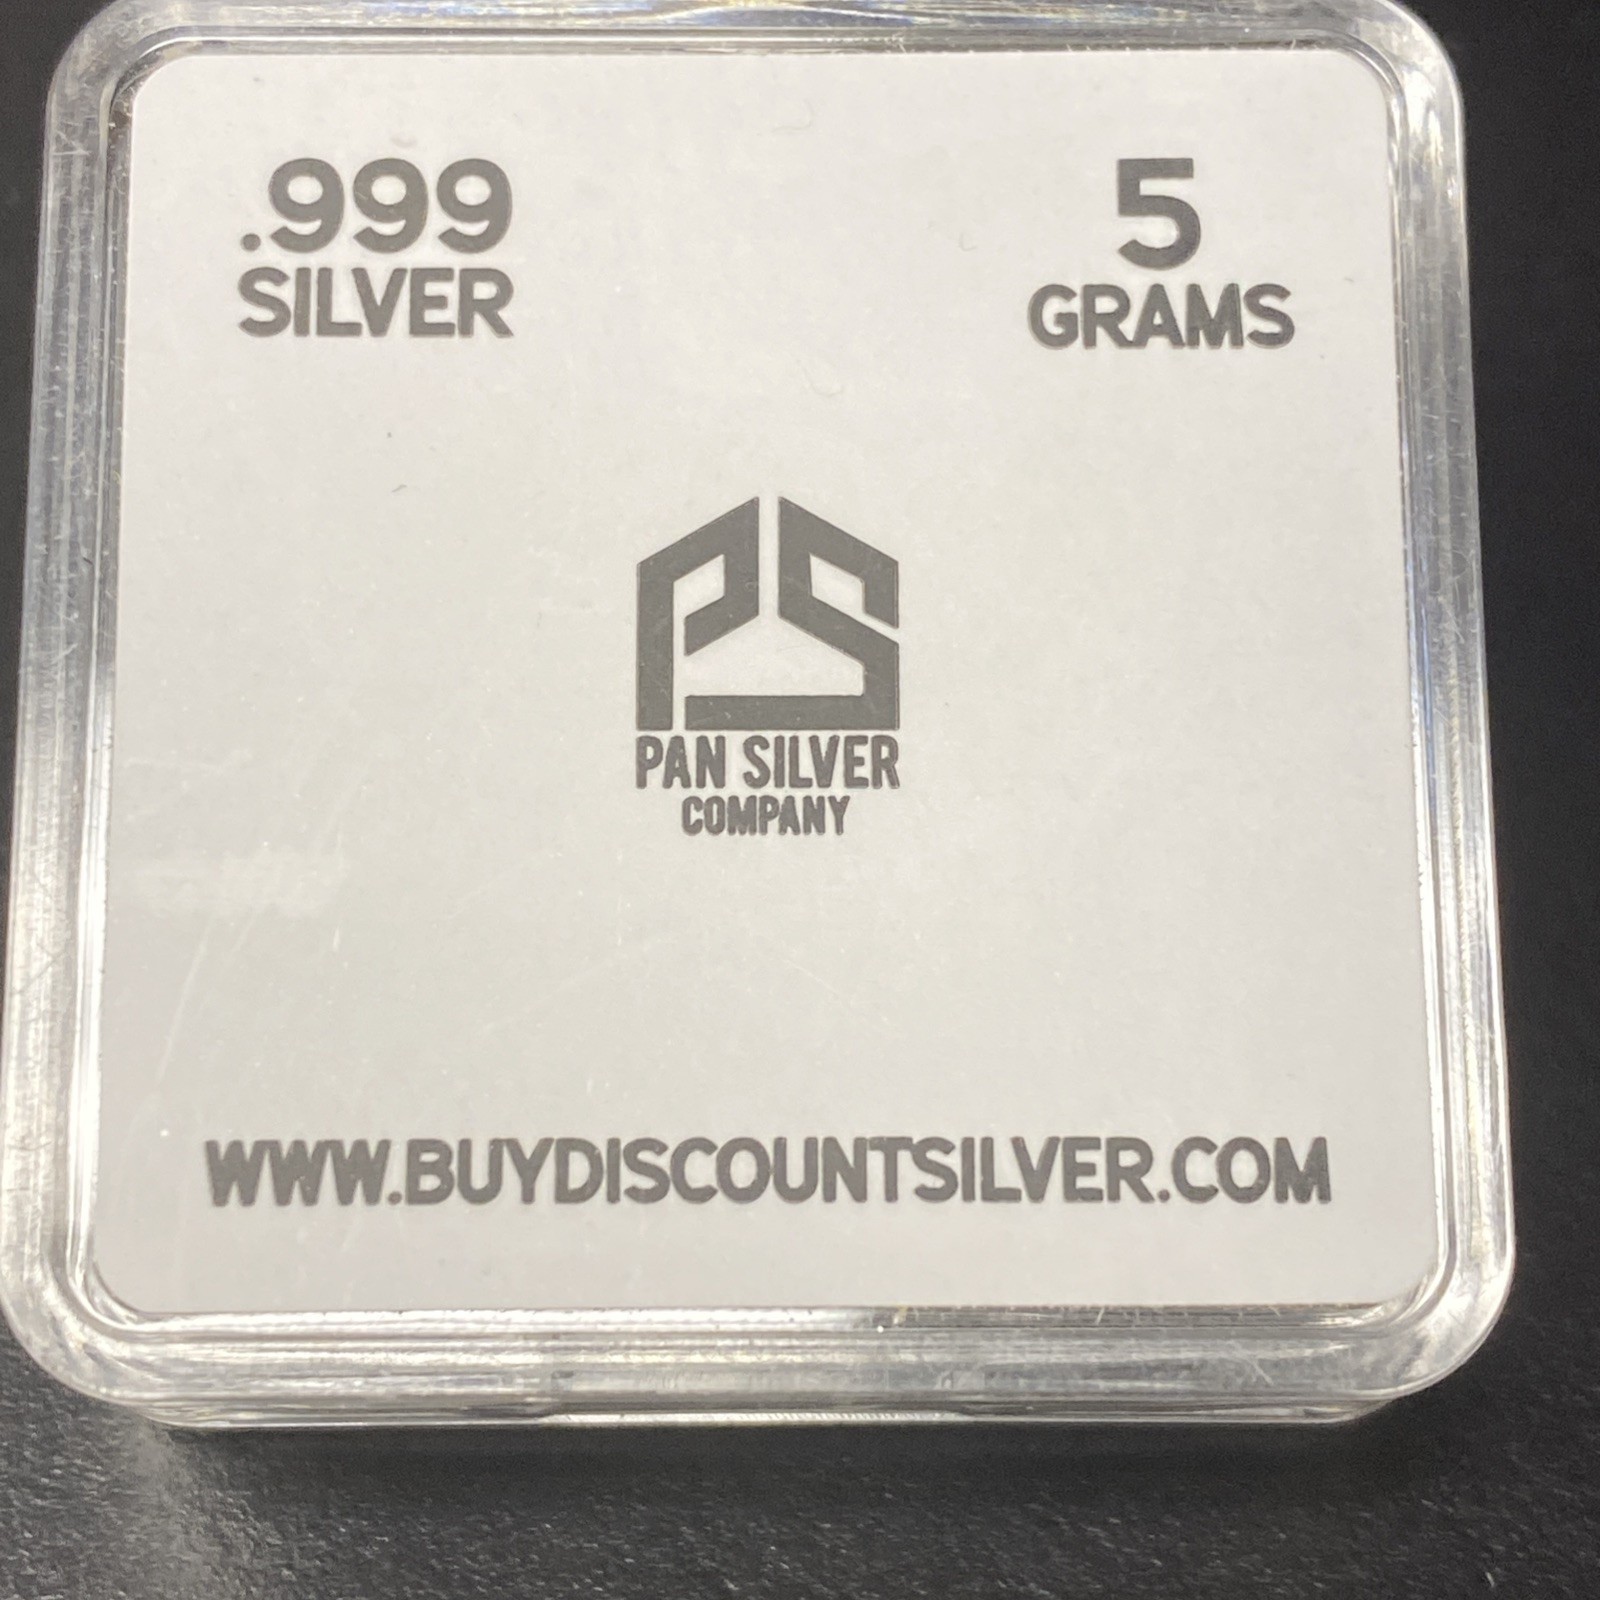 .999
SILVER
5
GRAMS
PS
PAN SILVER
COMPANY
WWW.BUYDISCOUNTSILVER.COM